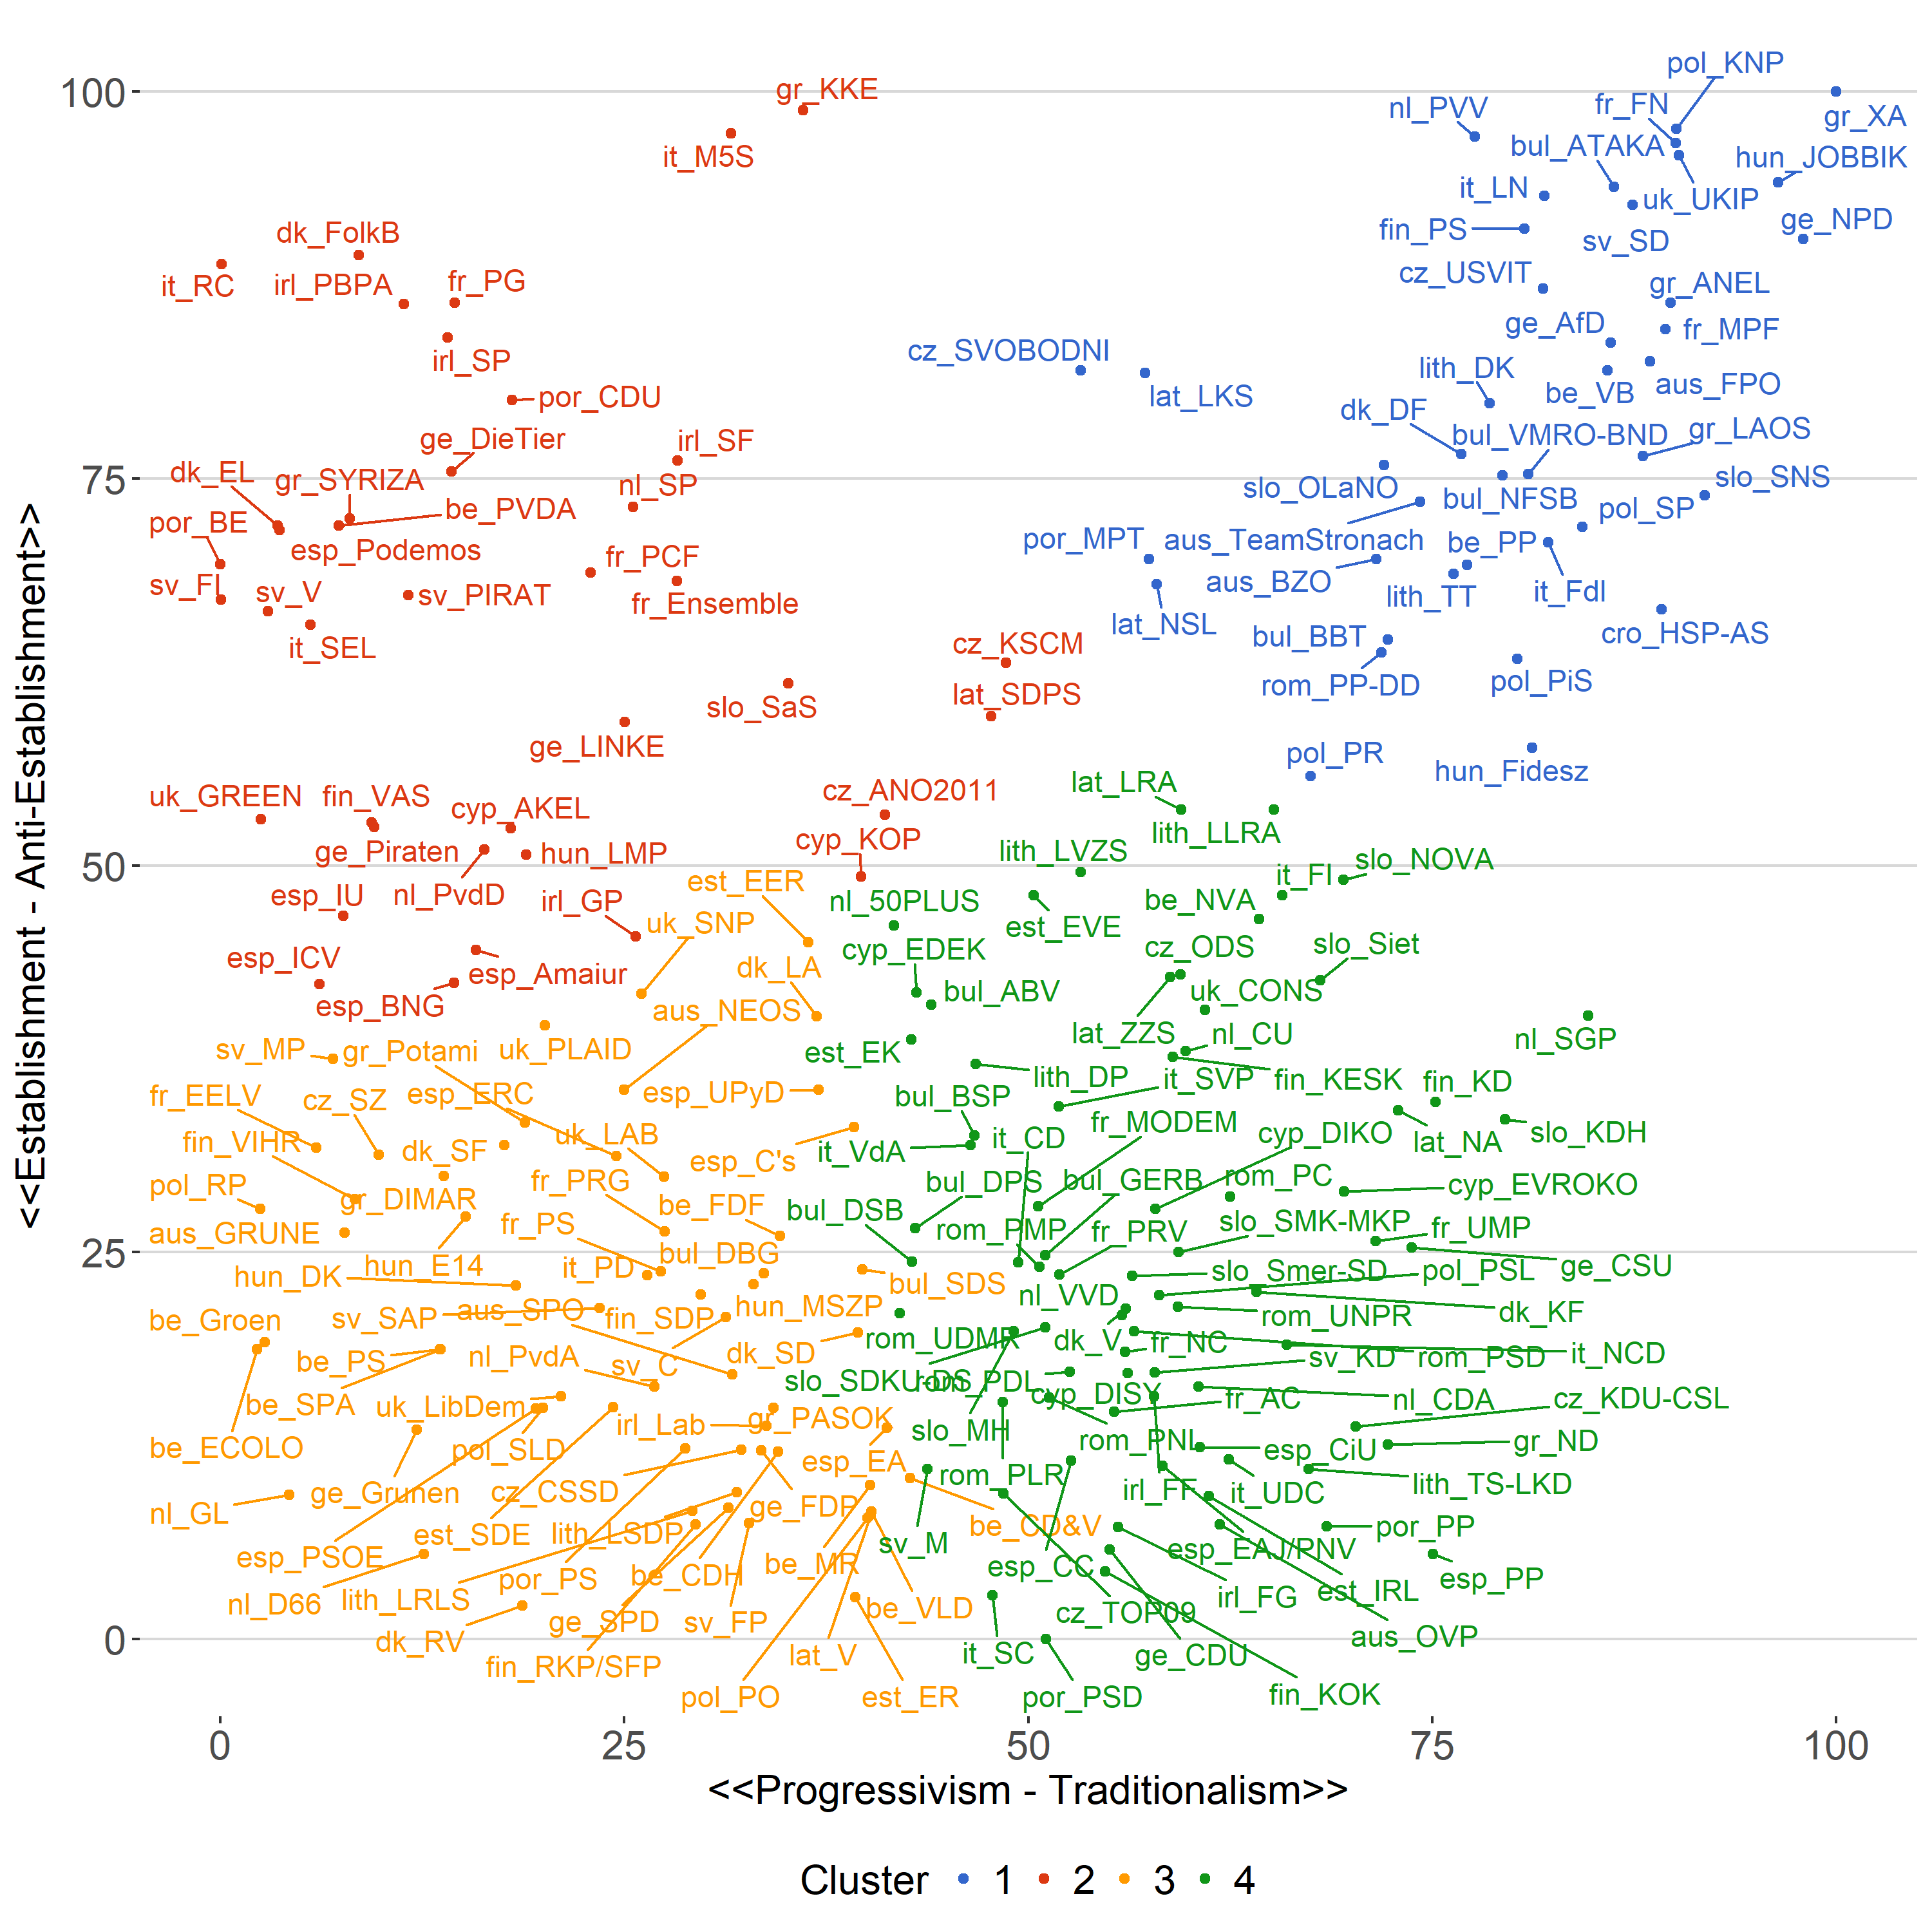 pol_KNP
100
gr_KKE
nl_PVV
fr_FN
gr_XA
it_M5S
bul_ATAKA
hun_JOBBIK
it_LN
uk_UKIP
ge_NPD
dk_FolkB
fin_PS
sv_SD
it_RC
irl_PBPA
fr_PG
cz_USVIT
gr_ANEL
ge_AfD
fr_MPF
irl_SP
cz_SVOBODNI
lith_DK
aus_FPO
por_CDU
lat_LKS
be_VB
dk_DF
ge_DieTier
irl_SF
bul_VMRO-BND
gr_LAOS
75
dk_EL
gr_SYRIZA
nl_SP
slo_OLaNO
bul_NFSB
slo_SNS
por_BE
be_PVDA
pol_SP
esp_Podemos
fr_PCF
por_MPT
aus_TeamStronach
be_PP
sv_FI
sv_V
sv_PIRAT
fr_Ensemble
aus_BZO
lith_TT
it_FdI
it_SEL
lat_NSL
bul_BBT
cro_HSP-AS
cz_KSCM
rom_PP-DD
pol_PiS
slo_SaS
lat_SDPS
ge_LINKE
pol_PR
hun_Fidesz
uk_GREEN
fin_VAS
cyp_AKEL
cz_ANO2011
lat_LRA
ge_Piraten
hun_LMP
cyp_KOP
lith_LVZS
lith_LLRA
50
esp_IU
nl_PvdD
irl_GP
est_EER
nl_50PLUS
est_EVE
be_NVA
it_FI
slo_NOVA
esp_ICV
esp_Amaiur
uk_SNP
dk_LA
cyp_EDEK
cz_ODS
slo_Siet
esp_BNG
aus_NEOS
bul_ABV
uk_CONS
sv_MP
gr_Potami
uk_PLAID
est_EK
lat_ZZS
nl_CU
nl_SGP
fr_EELV
cz_SZ
esp_ERC
esp_UPyD
bul_BSP
lith_DP
it_SVP
fin_KESK
fin_KD
fin_VIHR
dk_SF
uk_LAB
esp_C's
it_VdA
it_CD
fr_MODEM
cyp_DIKO
lat_NA
slo_KDH
pol_RP
gr_DIMAR
fr_PRG
be_FDF
bul_DPS
bul_GERB
rom_PC
cyp_EVROKO
aus_GRUNE
fr_PS
bul_DSB
rom_PMP
fr_PRV
slo_SMK-MKP
fr_UMP
25
hun_DK
hun_E14
it_PD
bul_DBG
bul_SDS
nl_VVD
slo_Smer-SD
pol_PSL
ge_CSU
be_Groen
sv_SAP
aus_SPO
fin_SDP
hun_MSZP
rom_UDMR
dk_V
rom_UNPR
dk_KF
be_PS
nl_PvdA
sv_C
dk_SD
fr_NC
sv_KD
rom_PSD
it_NCD
be_SPA
uk_LibDem
slo_SDKU-DS
rom_PDL
cyp_DISY
fr_AC
nl_CDA
cz_KDU-CSL
be_ECOLO
pol_SLD
irl_Lab
gr_PASOK
slo_MH
rom_PNL
esp_CiU
gr_ND
nl_GL
ge_Grunen
cz_CSSD
ge_FDP
esp_EA
rom_PLR
irl_FF
it_UDC
lith_TS-LKD
esp_PSOE
est_SDE
lith_LSDP
be_MR
sv_M
be_CD&V
esp_CC
esp_EAJ/PNV
por_PP
nl_D66
lith_LRLS
por_PS
be_CDH
be_VLD
cz_TOP09
irl_FG
est_IRL
esp_PP
0
dk_RV
ge_SPD
sv_FP
lat_V
it_SC
ge_CDU
aus_OVP
fin_RKP/SFP
pol_PO
est_ER
por_PSD
fin_KOK
0 25 50 75 100
<<Progressivism - Traditionalism>>
<<Establishment - Anti-Establishment>>
Cluster 1 2 3 4